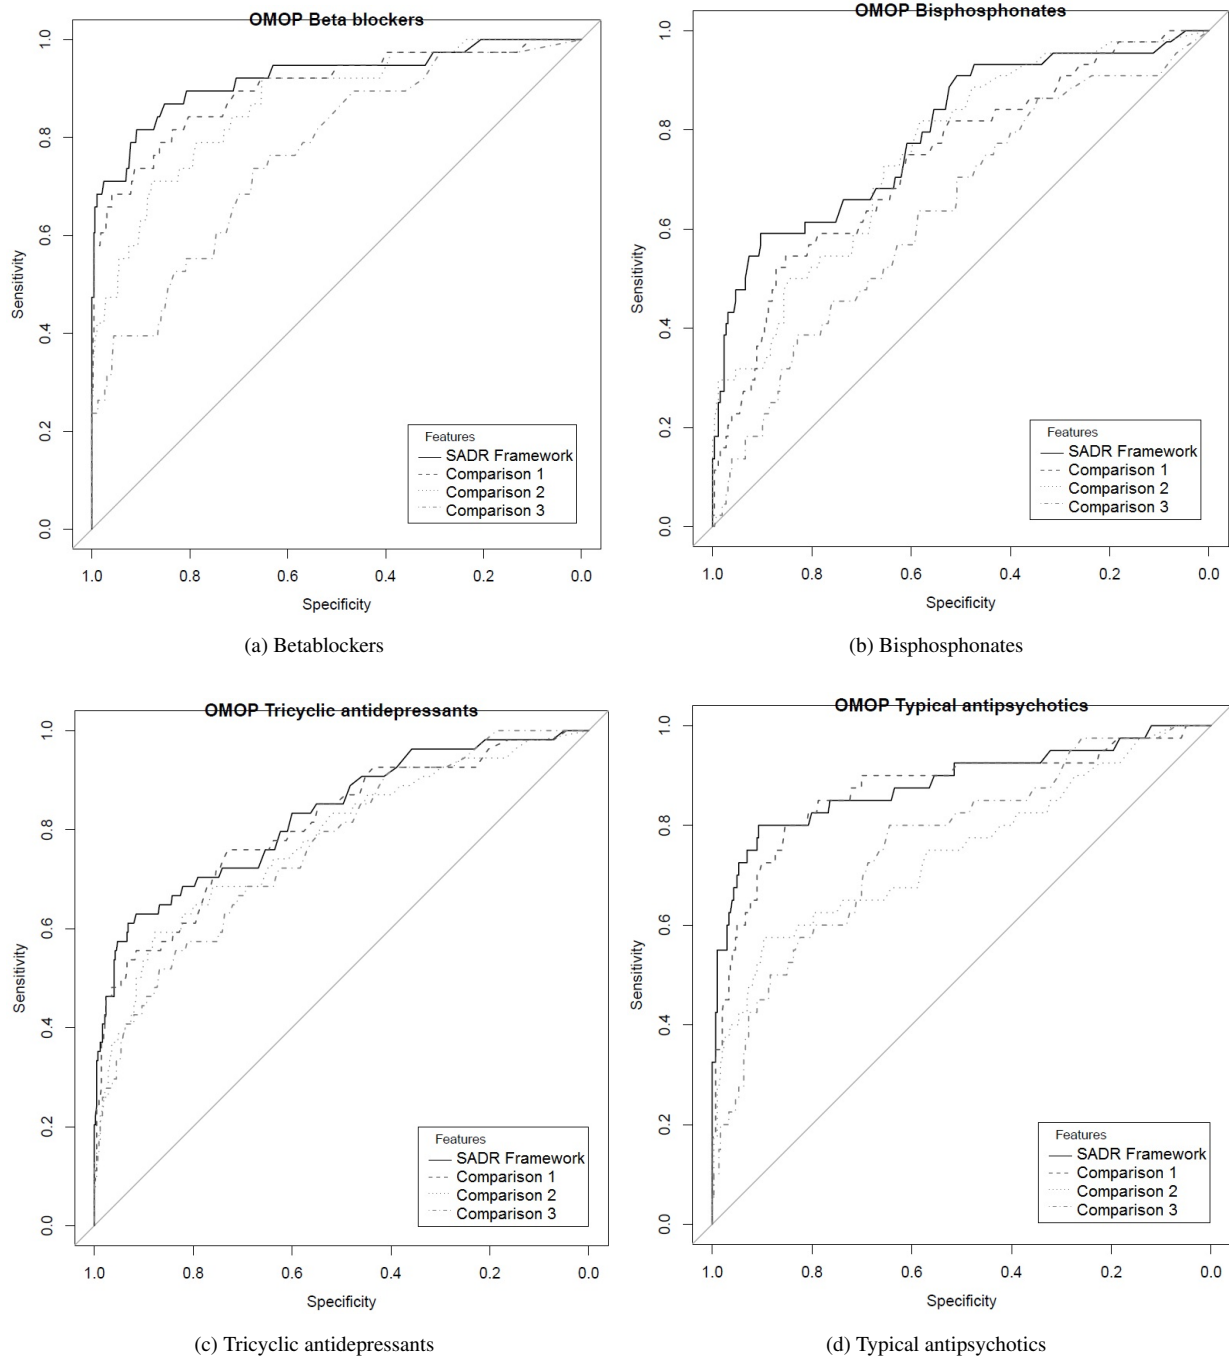 OMOP Beta blockers
Sensitivity
1.0
0.8
0.6
0.4
0.2
0.0
Features
SADR Framework
Comparison 1
Comparison 2
Comparison 3
1.0 0.8 0.6 0.4 0.2 0.0
Specificity
(a) Betablockers
OMOP Bisphosphonates
Sensitivity
1.0
0.8
0.6
0.4
0.2
0.0
Features
SADR Framework
Comparison 1
Comparison 2
Comparison 3
1.0 0.8 0.6 0.4 0.2 0.0
Specificity
(b) Bisphosphonates
OMOP Tricyclic antidepressants
Sensitivity
1.0
0.8
0.6
0.4
0.2
0.0
Features
SADR Framework
Comparison 1
Comparison 2
Comparison 3
1.0 0.8 0.6 0.4 0.2 0.0
Specificity
(c) Tricyclic antidepressants
OMOP Typical antipsychotics
Sensitivity
1.0
0.8
0.6
0.4
0.2
0.0
Features
SADR Framework
Comparison 1
Comparison 2
Comparison 3
1.0 0.8 0.6 0.4 0.2 0.0
Specificity
(d) Typical antipsychotics